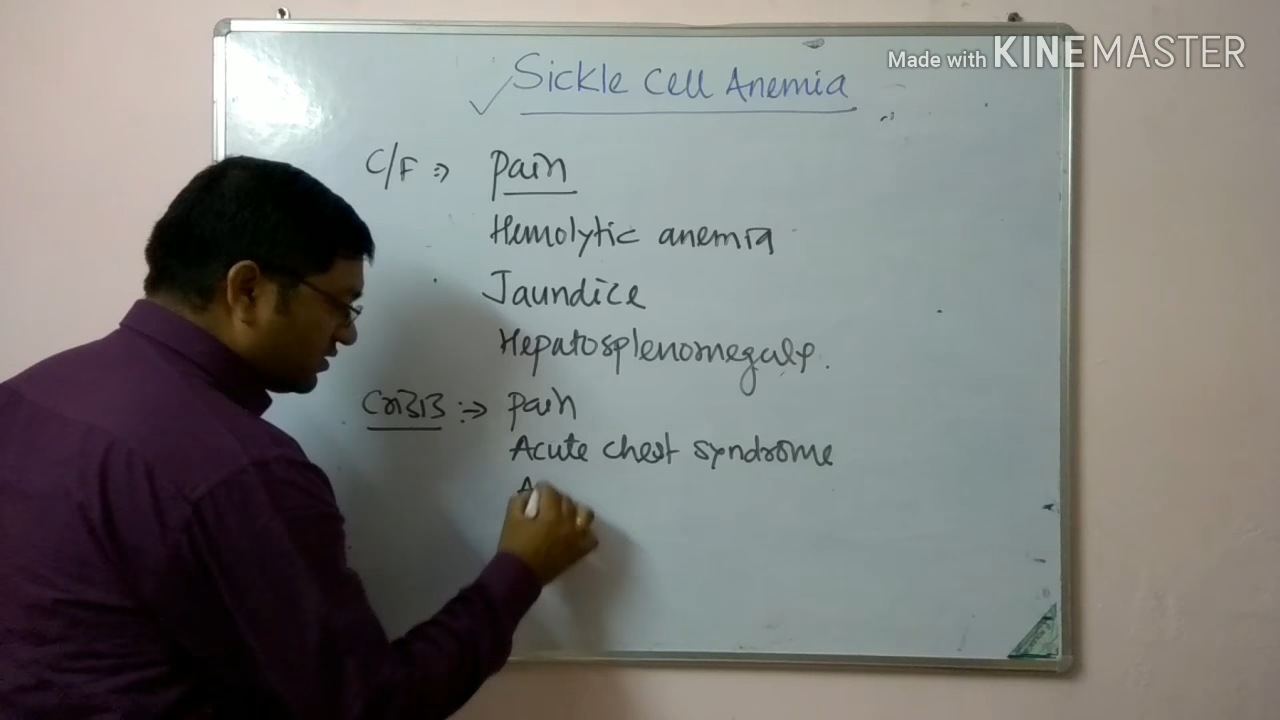 Made with KINEMASTER
Sickle Cell Anemia
C/F :→ Pain
Hemolytic anemia
Jaundice
Hepatosplenomegaly.
Crisis :→ Pain
Acute chest syndrome
A